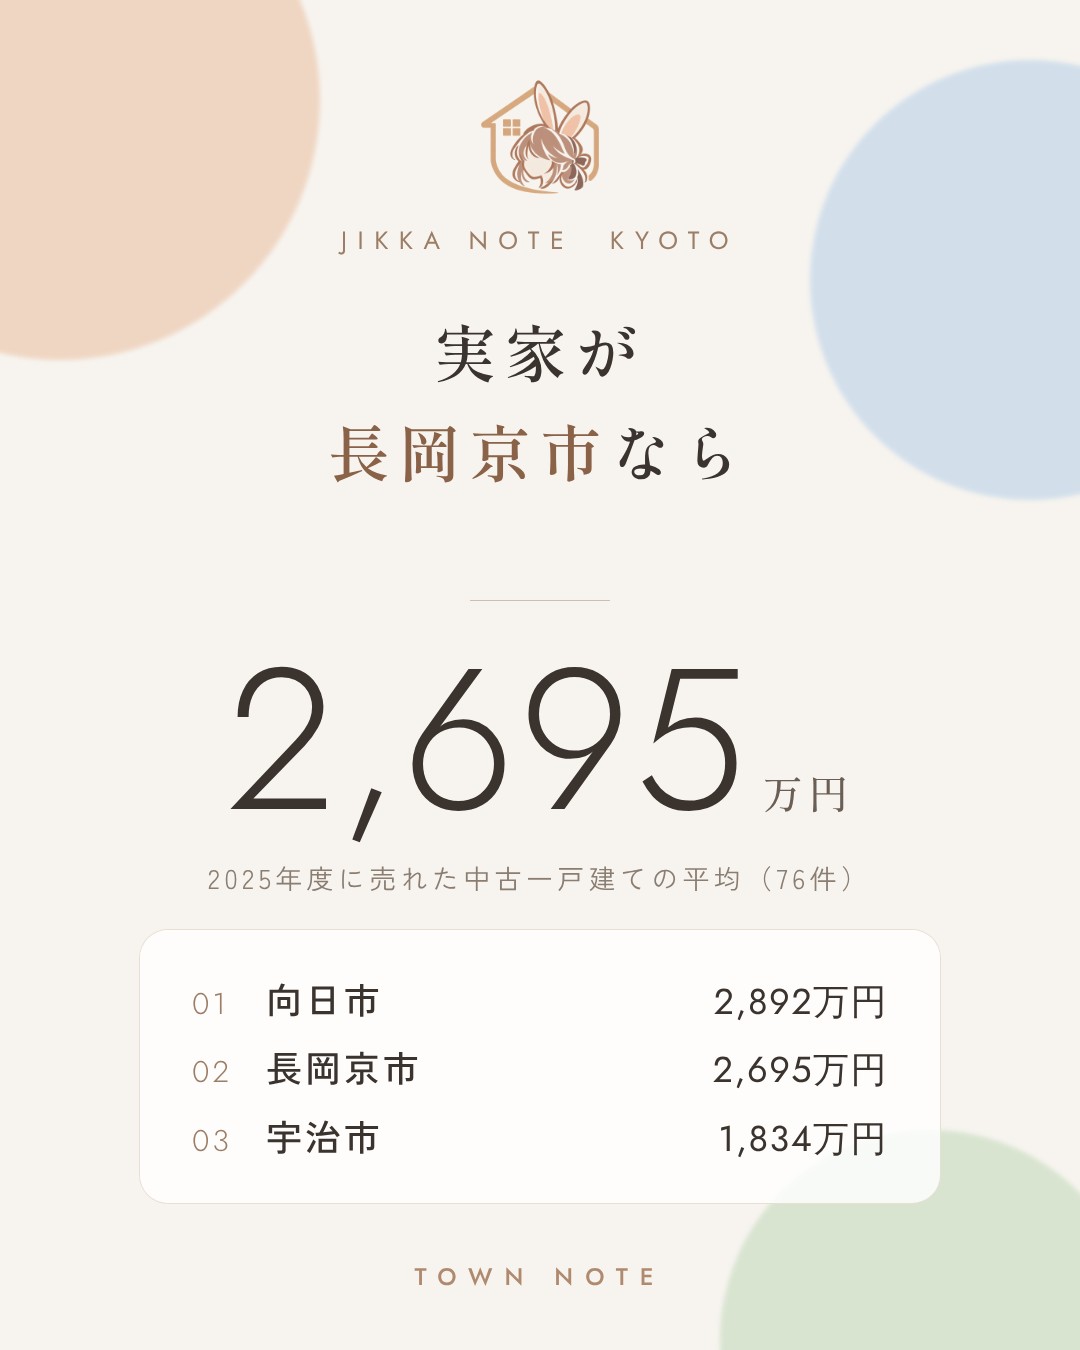 JIKKA NOTE KYOTO
実家が
長岡京市なら
2,695万円
2025年度に売れた中古一戸建ての平均（76件）
01 向日市 2,892万円
02 長岡京市 2,695万円
03 宇治市 1,834万円
TOWN NOTE